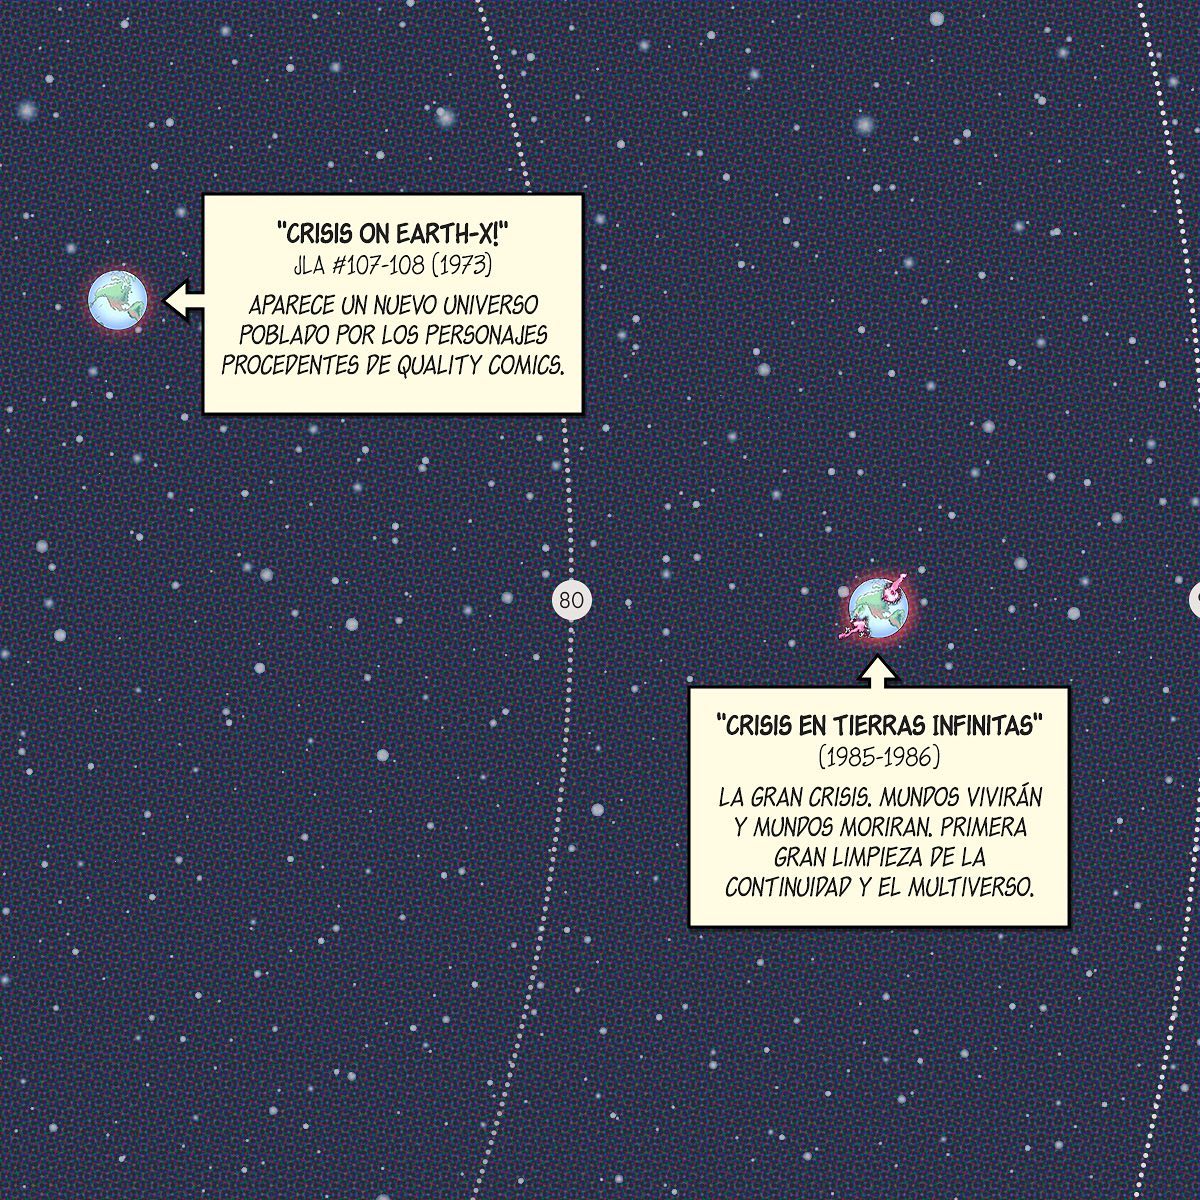 "CRISIS ON EARTH-X!"
JLA #107-108 (1973)
APARECE UN NUEVO UNIVERSO
POBLADO POR LOS PERSONAJES
PROCEDENTES DE QUALITY COMICS.
80
"CRISIS EN TIERRAS INFINITAS"
(1985-1986)
LA GRAN CRISIS. MUNDOS VIVIRÁN
Y MUNDOS MORIRAN. PRIMERA
GRAN LIMPIEZA DE LA
CONTINUIDAD Y EL MULTIVERSO.